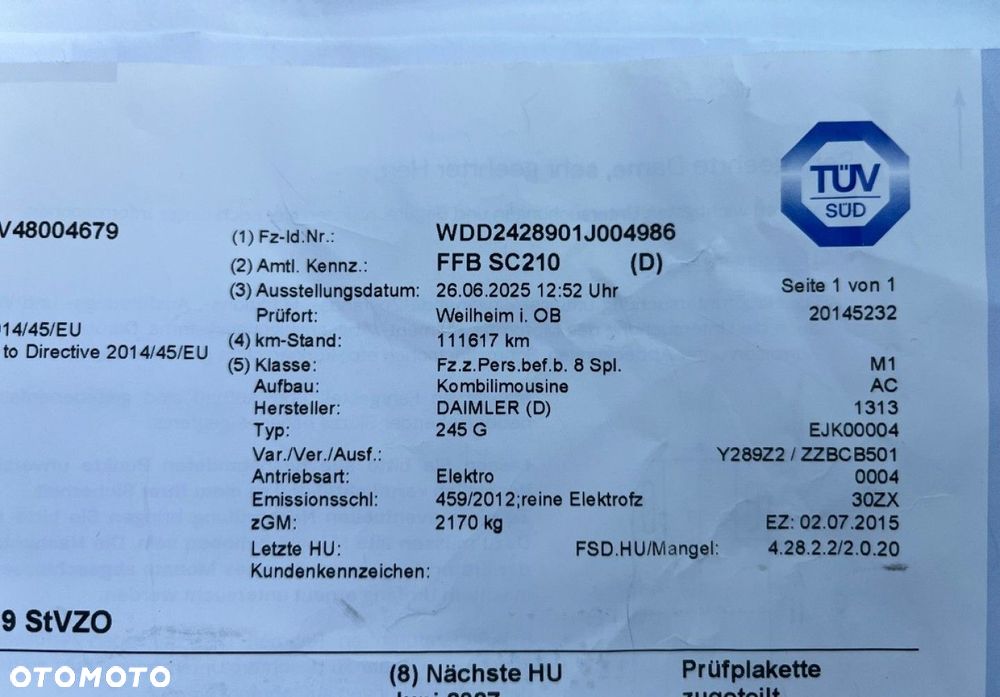 TÜV
SÜD
V48004679
(1) Fz-Id.Nr.: WDD2428901J004986
(2) Amtl. Kennz.: FFB SC210 (D)
(3) Ausstellungsdatum: 26.06.2025 12:52 Uhr Seite 1 von 1
Prüfort: Weilheim i. OB 20145232
014/45/EU
(4) km-Stand: 111617 km
to Directive 2014/45/EU
(5) Klasse: Fz.z.Pers.bef.b. 8 Spl. M1
Aufbau: Kombilimousine AC
Hersteller: DAIMLER (D) 1313
Typ: 245 G EJK00004
Var./Ver./Ausf.: Y289Z2 / ZZBCB501
Antriebsart: Elektro 0004
Emissionsschl: 459/2012;reine Elektrofz 30ZX
zGM: 2170 kg EZ: 02.07.2015
Letzte HU: FSD.HU/Mangel: 4.28.2.2/2.0.20
Kundenkennzeichen:
9 StVZO
(8) Nächste HU Prüfplakette
Juni 2027 zugeteilt
OTOMOTO